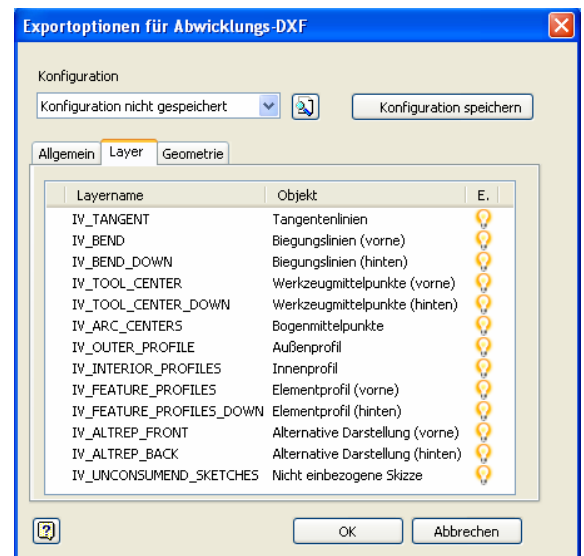 Exportoptionen für Abwicklungs-DXF
Konfiguration
Konfiguration nicht gespeichert
Konfiguration speichern
Allgemein Layer Geometrie
Layername Objekt E.
IV_TANGENT Tangentenlinien
IV_BEND Biegungslinien (vorne)
IV_BEND_DOWN Biegungslinien (hinten)
IV_TOOL_CENTER Werkzeugmittelpunkte (vorne)
IV_TOOL_CENTER_DOWN Werkzeugmittelpunkte (hinten)
IV_ARC_CENTERS Bogenmittelpunkte
IV_OUTER_PROFILE Außenprofil
IV_INTERIOR_PROFILES Innenprofil
IV_FEATURE_PROFILES Elementprofil (vorne)
IV_FEATURE_PROFILES_DOWN Elementprofil (hinten)
IV_ALTREP_FRONT Alternative Darstellung (vorne)
IV_ALTREP_BACK Alternative Darstellung (hinten)
IV_UNCONSUMEND_SKETCHES Nicht einbezogene Skizze
? OK Abbrechen